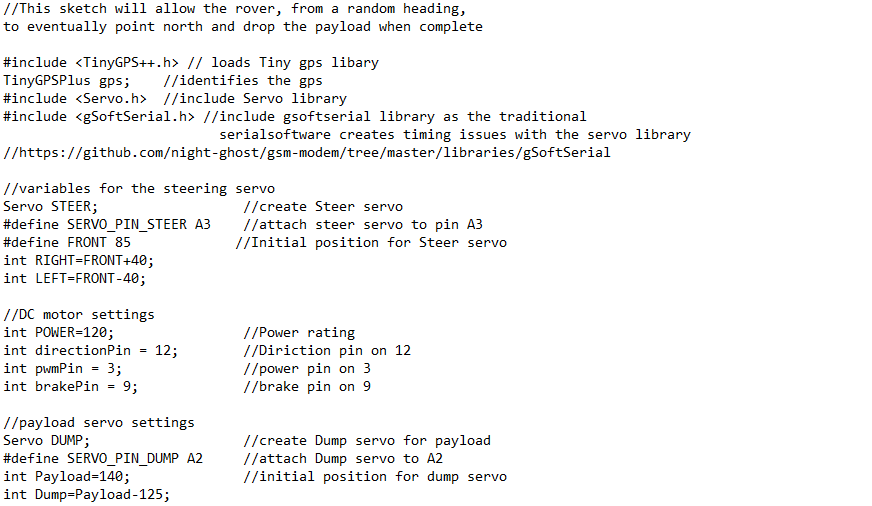 //This sketch will allow the rover, from a random heading,
to eventually point north and drop the payload when complete

#include <TinyGPS++.h> // loads Tiny gps libary
TinyGPSPlus gps;    //identifies the gps
#include <Servo.h>  //include Servo library
#include <gSoftSerial.h> //include gsoftserial library as the traditional
                           serialsoftware creates timing issues with the servo library
//https://github.com/night-ghost/gsm-modem/tree/master/libraries/gSoftSerial

//variables for the steering servo
Servo STEER;                  //create Steer servo
#define SERVO_PIN_STEER A3    //attach steer servo to pin A3
#define FRONT 85             //Initial position for Steer servo
int RIGHT=FRONT+40;
int LEFT=FRONT-40;

//DC motor settings
int POWER=120;                //Power rating
int directionPin = 12;        //Diriction pin on 12
int pwmPin = 3;               //power pin on 3
int brakePin = 9;             //brake pin on 9

//payload servo settings
Servo DUMP;                   //create Dump servo for payload
#define SERVO_PIN_DUMP A2     //attach Dump servo to A2
int Payload=140;              //initial position for dump servo
int Dump=Payload-125;